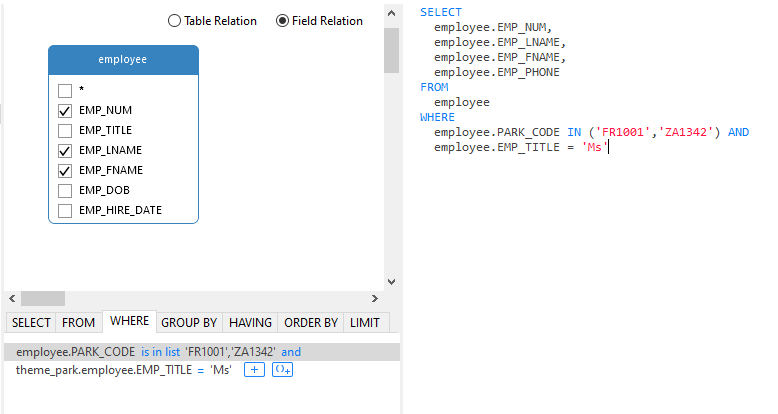 Table Relation Field Relation
employee
*
EMP_NUM
EMP_TITLE
EMP_LNAME
EMP_FNAME
EMP_DOB
EMP_HIRE_DATE
SELECT FROM WHERE GROUP BY HAVING ORDER BY LIMIT
employee.PARK_CODE is in list 'FR1001','ZA1342' and
theme_park.employee.EMP_TITLE = 'Ms' + ()+
SELECT
employee.EMP_NUM,
employee.EMP_LNAME,
employee.EMP_FNAME,
employee.EMP_PHONE
FROM
employee
WHERE
employee.PARK_CODE IN ('FR1001','ZA1342') AND
employee.EMP_TITLE = 'Ms'